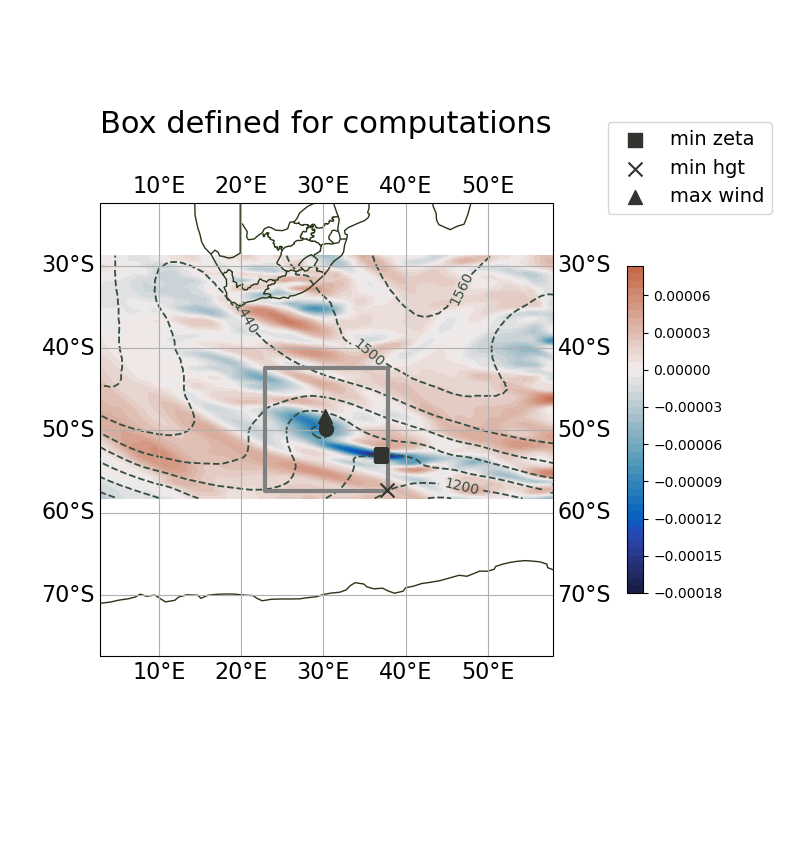 Box defined for computations
min zeta
min hgt
max wind
10°E 20°E 30°E 40°E 50°E
30°S 30°S
40°S 40°S
50°S 50°S
60°S 60°S
70°S 70°S
10°E 20°E 30°E 40°E 50°E
1560
440
1500
1200
0.00006
0.00003
0.00000
−0.00003
−0.00006
−0.00009
−0.00012
−0.00015
−0.00018